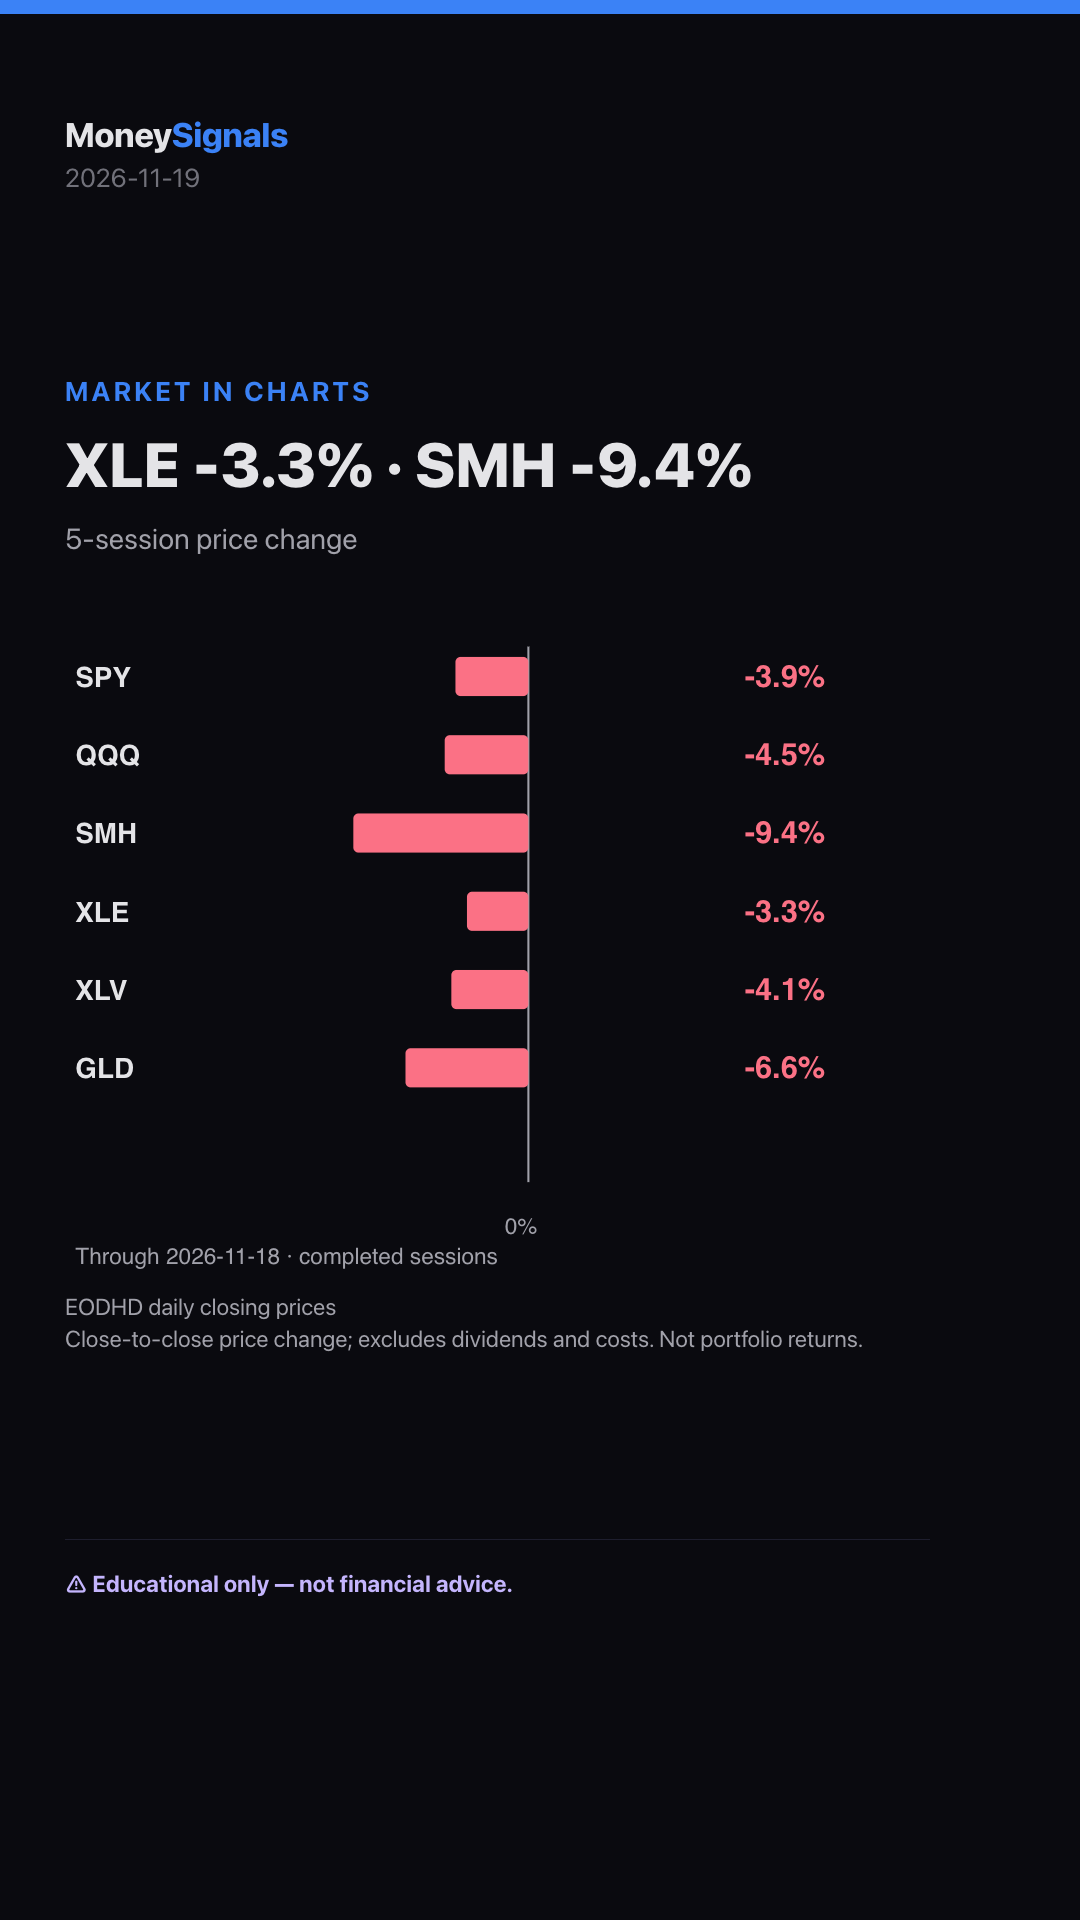 MoneySignals
2026-11-19
MARKET IN CHARTS
XLE -3.3% · SMH -9.4%
5-session price change
SPY -3.9%
QQQ -4.5%
SMH -9.4%
XLE -3.3%
XLV -4.1%
GLD -6.6%
0%
Through 2026-11-18 · completed sessions
EODHD daily closing prices
Close-to-close price change; excludes dividends and costs. Not portfolio returns.
⚠ Educational only — not financial advice.